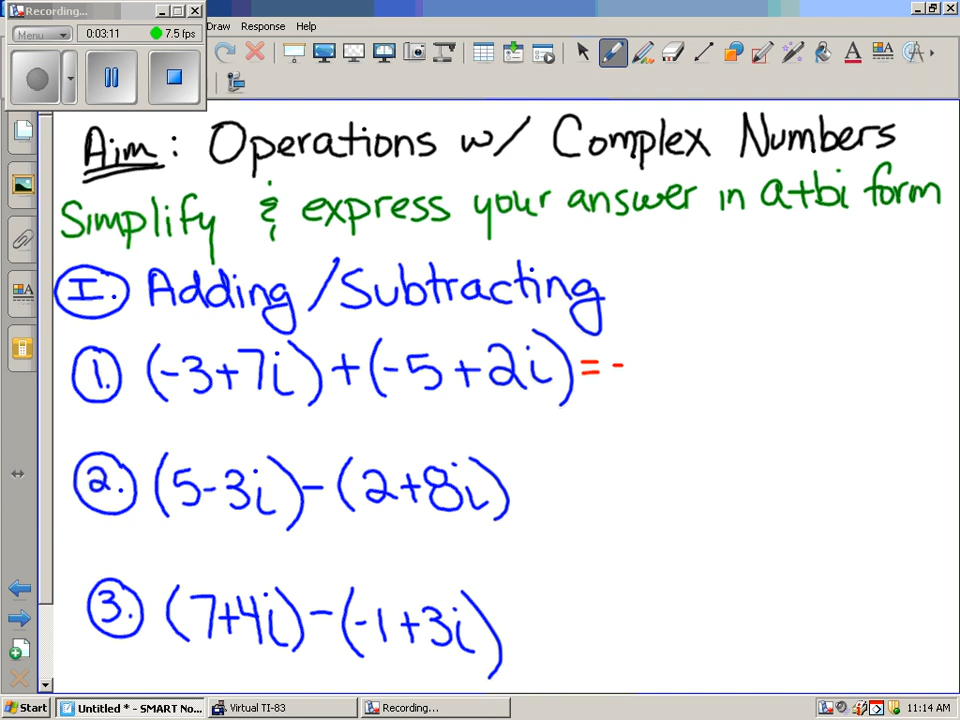 Recording...
Menu
0:03:11
7.5 fps
Draw Response Help
Aim: Operations w/ Complex Numbers
Simplify & express your answer in a+bi form
I. Adding/Subtracting
1. (-3+7i)+(-5+2i)= -
2. (5-3i)-(2+8i)
3. (7+4i)-(-1+3i)
Start Untitled * - SMART No... Virtual TI-83 Recording... 11:14 AM